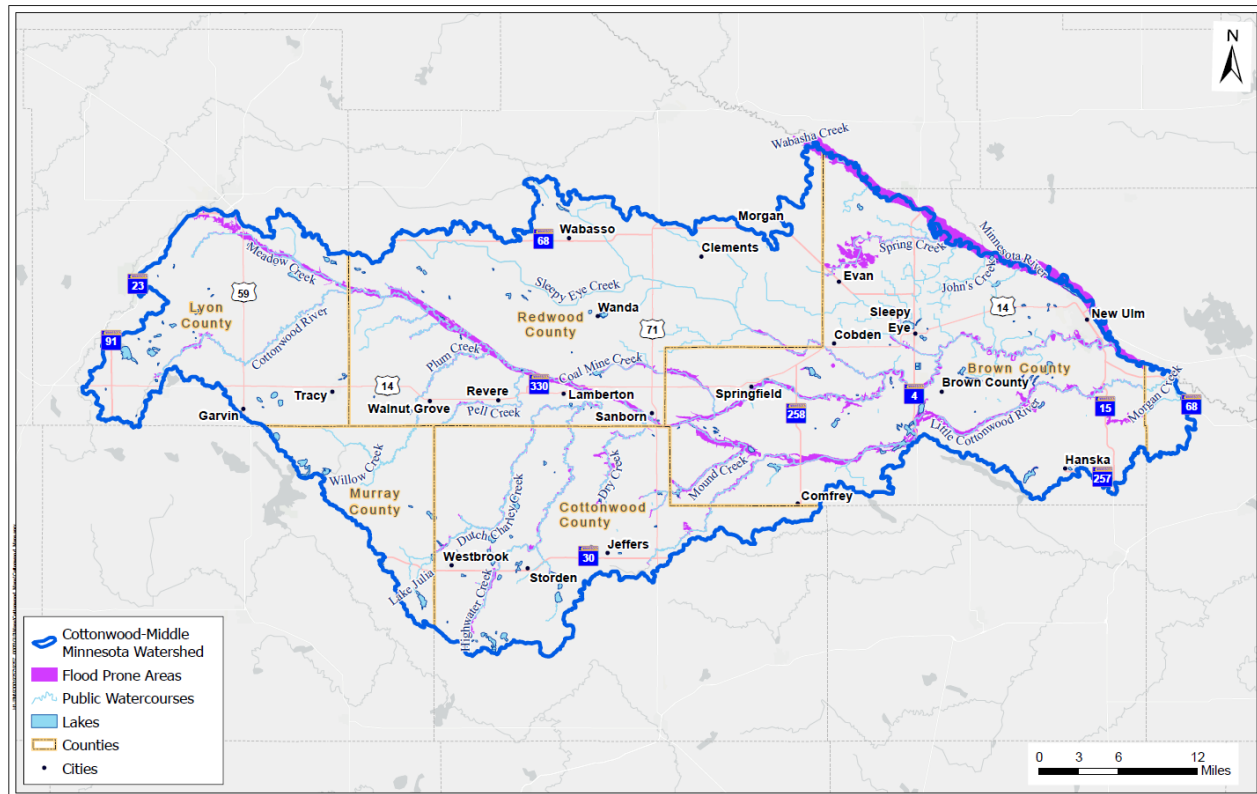 N
Wabasha Creek
Morgan
Wabasso
68
Clements
Spring Creek
Minnesota River
Meadow Creek
Evan
23
59
Lyon
County
Sleepy Eye Creek
John's Creek
Wanda
Redwood
County
Cottonwood River
Sleepy
Eye
14
New Ulm
71
91
Cobden
Plum Creek
Coal Mine Creek
Brown County
Tracy
14
Revere
330
Lamberton
Springfield
4
Brown County
Morgan Creek
Walnut Grove
Garvin
Pell Creek
Sanborn
258
Little Cottonwood River
15
68
Willow Creek
Dry Creek
Mound Creek
Hanska
257
Murray
County
Dutch Charley Creek
Cottonwood
County
Comfrey
Westbrook
Jeffers
30
Storden
Lake Julia
Highwater Creek
Cottonwood-Middle
Minnesota Watershed
Flood Prone Areas
Public Watercourses
Lakes
Counties
Cities
0 3 6 12
Miles